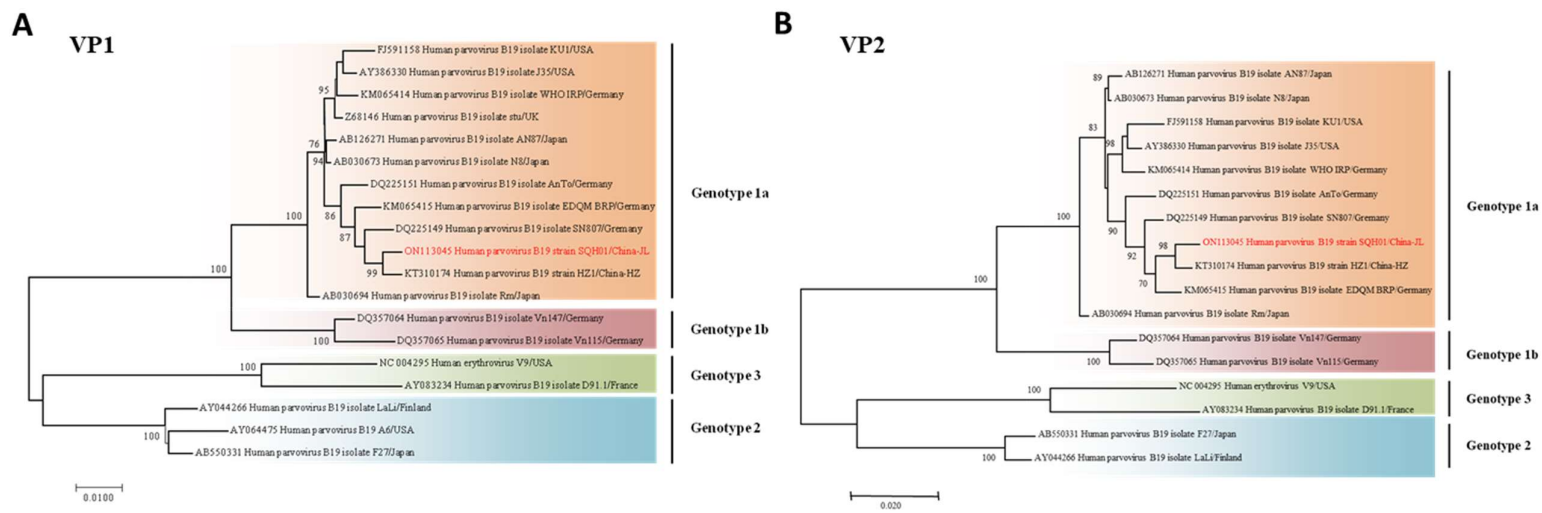 A
VP1
FJ591158 Human parvovirus B19 isolate KU1/USA
AY386330 Human parvovirus B19 isolate J35/USA
95
KM065414 Human parvovirus B19 isolate WHO IRP/Germany
Z68146 Human parvovirus B19 isolate stu/UK
76
AB126271 Human parvovirus B19 isolate AN87/Japan
94
AB030673 Human parvovirus B19 isolate N8/Japan
DQ225151 Human parvovirus B19 isolate AnTo/Germany
Genotype 1a
86
KM065415 Human parvovirus B19 isolate EDQM BRP/Germany
100
DQ225149 Human parvovirus B19 isolate SN807/Gremany
87
ON113045 Human parvovirus B19 strain SQH01/China-JL
99
KT310174 Human parvovirus B19 strain HZ1/China-HZ
100
AB030694 Human parvovirus B19 isolate Rm/Japan
DQ357064 Human parvovirus B19 isolate Vn147/Germany
Genotype 1b
100
DQ357065 Human parvovirus B19 isolate Vn115/Germany
NC 004295 Human erythrovirus V9/USA
100
Genotype 3
AY083234 Human parvovirus B19 isolate D91.1/France
AY044266 Human parvovirus B19 isolate LaLi/Finland
Genotype 2
100
AY064475 Human parvovirus B19 A6/USA
AB550331 Human parvovirus B19 isolate F27/Japan
0.0100
B
VP2
89
AB126271 Human parvovirus B19 isolate AN87/Japan
AB030673 Human parvovirus B19 isolate N8/Japan
83
FJ591158 Human parvovirus B19 isolate KU1/USA
98
AY386330 Human parvovirus B19 isolate J35/USA
KM065414 Human parvovirus B19 isolate WHO IRP/Germany
DQ225151 Human parvovirus B19 isolate AnTo/Germany
Genotype 1a
100
DQ225149 Human parvovirus B19 isolate SN807/Gremany
90
98
ON113045 Human parvovirus B19 strain SQH01/China-JL
92
KT310174 Human parvovirus B19 strain HZ1/China-HZ
70
KM065415 Human parvovirus B19 isolate EDQM BRP/Germany
100
AB030694 Human parvovirus B19 isolate Rm/Japan
DQ357064 Human parvovirus B19 isolate Vn147/Germany
Genotype 1b
100
DQ357065 Human parvovirus B19 isolate Vn115/Germany
NC 004295 Human erythrovirus V9/USA
100
Genotype 3
AY083234 Human parvovirus B19 isolate D91.1/France
AB550331 Human parvovirus B19 isolate F27/Japan
Genotype 2
100
AY044266 Human parvovirus B19 isolate LaLi/Finland
0.020